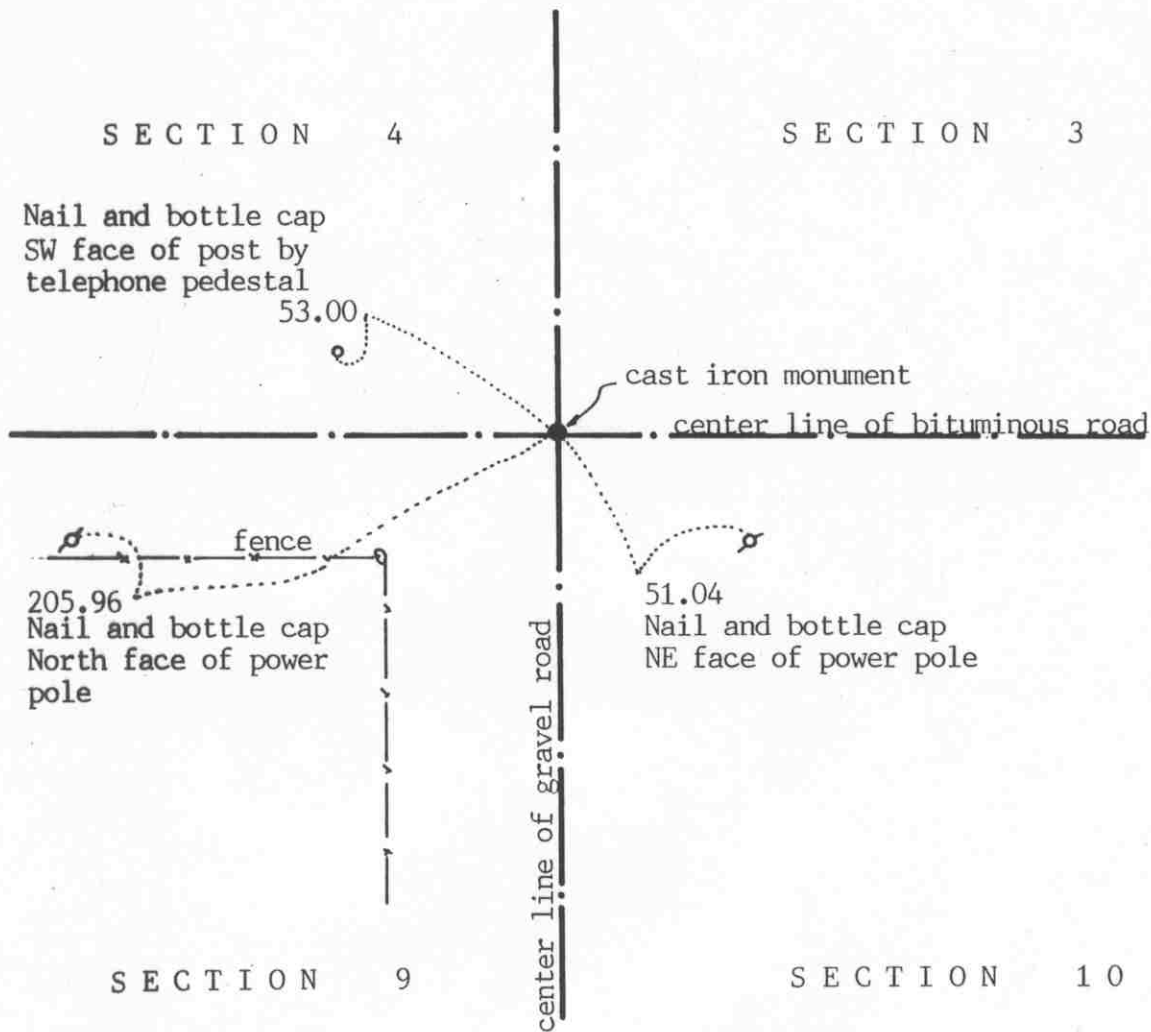 SECTION 4
SECTION 3
Nail and bottle cap
SW face of post by
telephone pedestal
53.00
cast iron monument
center line of bituminous road
fence
205.96
Nail and bottle cap
North face of power
pole
51.04
Nail and bottle cap
NE face of power pole
center line of gravel road
SECTION 9
SECTION 10